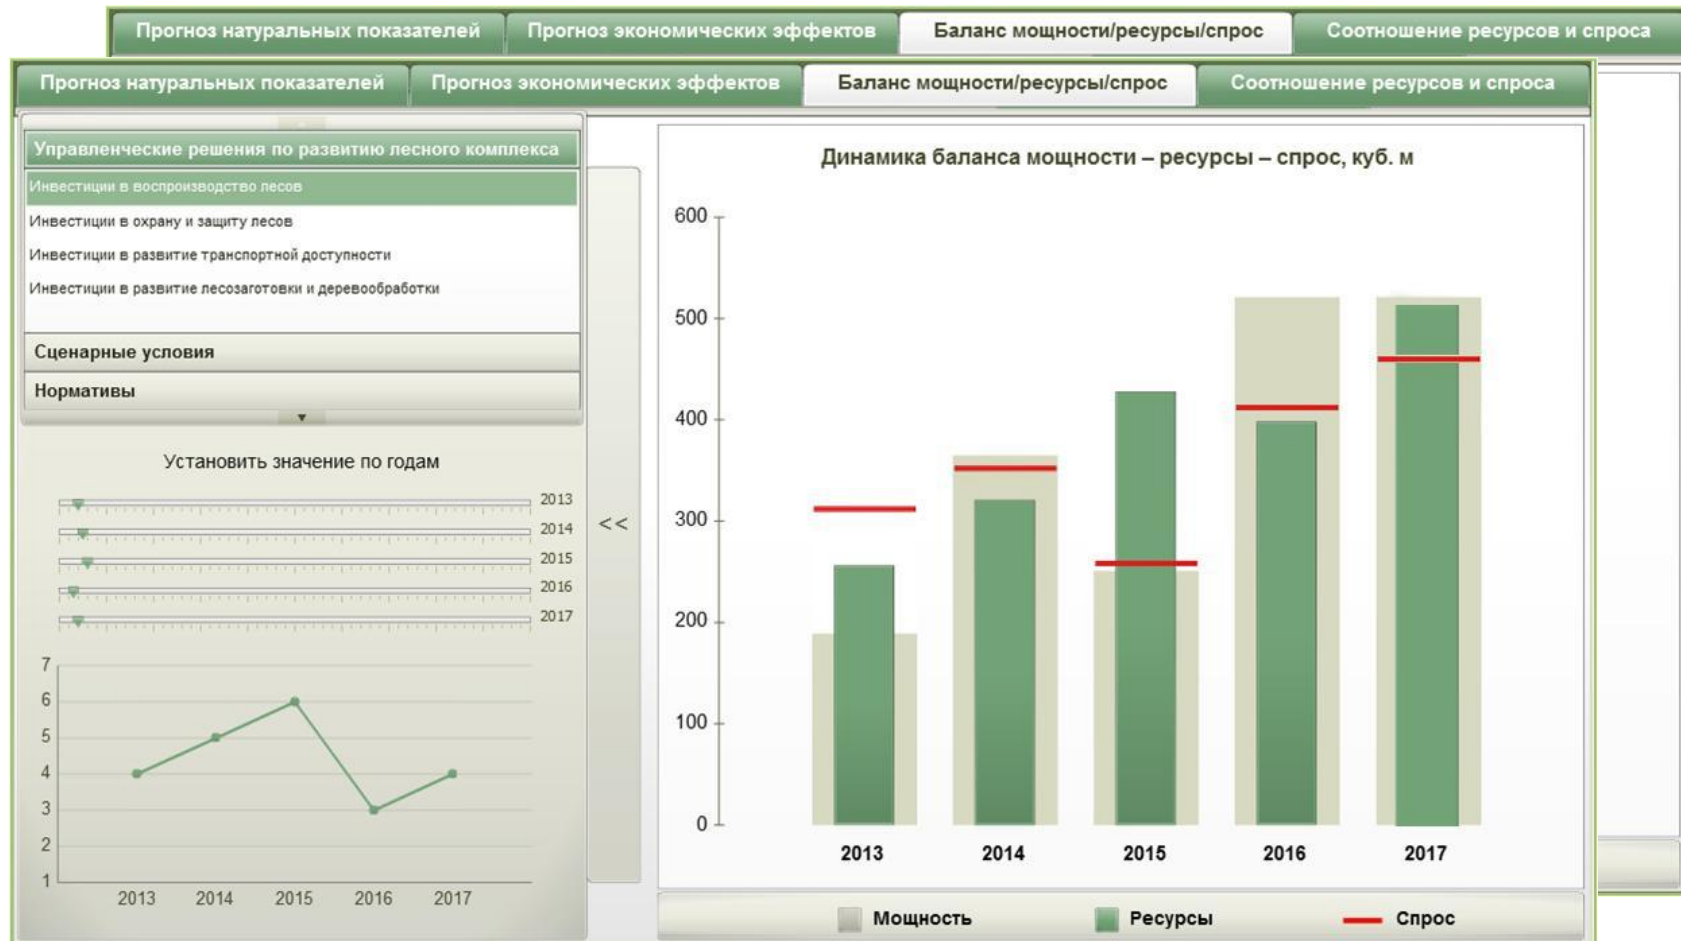 Прогноз натуральных показателей
Прогноз экономических эффектов
Баланс мощности/ресурсы/спрос
Соотношение ресурсов и спроса
Прогноз натуральных показателей
Прогноз экономических эффектов
Баланс мощности/ресурсы/спрос
Соотношение ресурсов и спроса
Управленческие решения по развитию лесного комплекса
Инвестиции в воспроизводство лесов
Инвестиции в охрану и защиту лесов
Инвестиции в развитие транспортной доступности
Инвестиции в развитие лесозаготовки и деревообработки
Сценарные условия
Нормативы
Установить значение по годам
2013
2014
2015
2016
2017
7
6
5
4
3
2
1
2013 2014 2015 2016 2017
<<
Динамика баланса мощности – ресурсы – спрос, куб. м
600
500
400
300
200
100
0
2013 2014 2015 2016 2017
Мощность Ресурсы Спрос